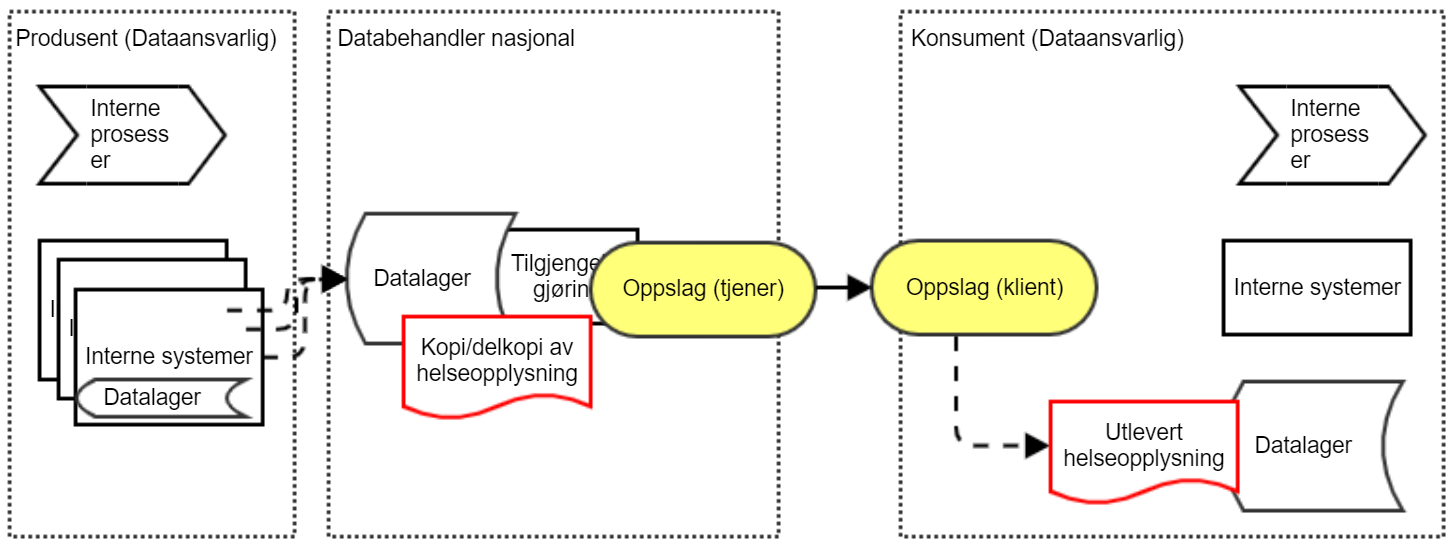 Produsent (Dataansvarlig)
Interne
prosess
er
Interne systemer
Datalager
Databehandler nasjonal
Datalager
Kopi/delkopi av
helseopplysning
Oppslag (tjener)
Konsument (Dataansvarlig)
Oppslag (klient)
Interne
prosess
er
Interne systemer
Utlevert
helseopplysning
Datalager